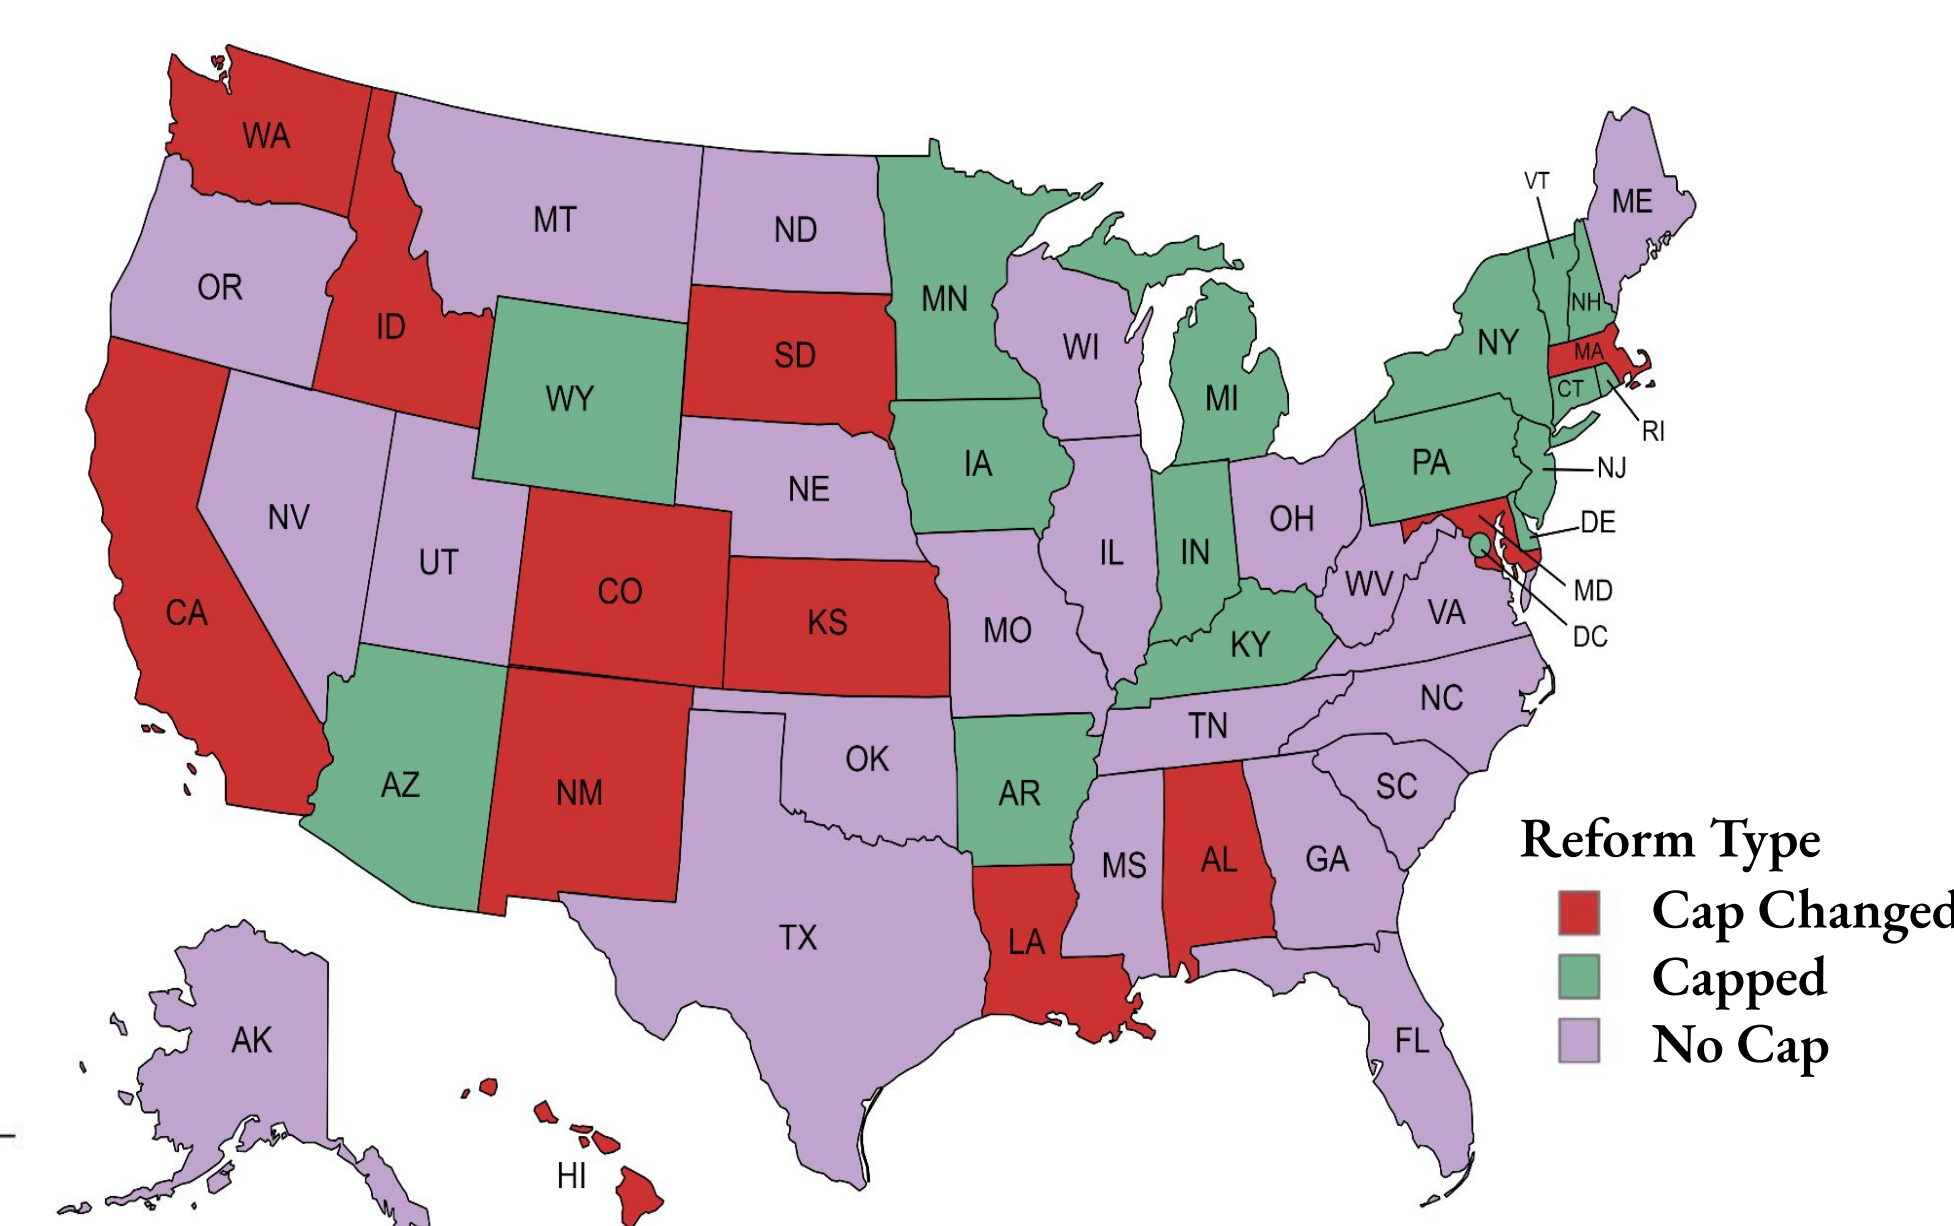 WA
MT
ND
MN
VT
ME
OR
ID
SD
WI
NH
NY
MA
WY
MI
CT
RI
IA
PA
NJ
NE
NV
OH
DE
UT
IL
IN
CO
WV
MD
CA
KS
MO
VA
DC
KY
NC
TN
AZ
NM
OK
AR
SC
MS
AL
GA
TX
LA
AK
FL
HI
Reform Type
Cap Changed
Capped
No Cap